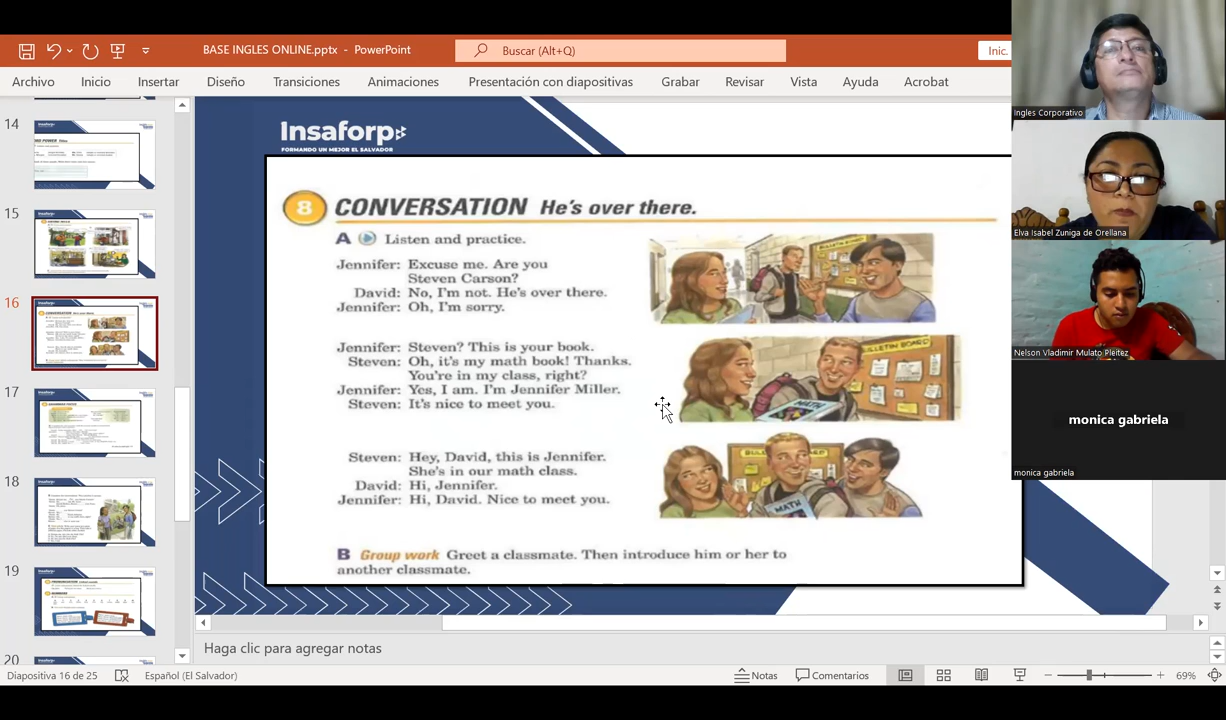 BASE INGLES ONLINE.pptx - PowerPoint
Buscar (Alt+Q)
Inic.
Archivo Inicio Insertar Diseño Transiciones Animaciones Presentación con diapositivas Grabar Revisar Vista Ayuda Acrobat
14
15
16
17
18
19
20
Insaforp
FORMANDO UN MEJOR EL SALVADOR
8 CONVERSATION He's over there.
A Listen and practice.
Jennifer: Excuse me. Are you
Steven Carson?
David: No, I'm not. He's over there.
Jennifer: Oh, I'm sorry.
BULLETIN BOARD
Jennifer: Steven? This is your book.
Steven: Oh, it's my math book! Thanks.
You're in my class, right?
Jennifer: Yes, I am. I'm Jennifer Miller.
Steven: It's nice to meet you.
BULLETIN BOARD
MATH
Steven: Hey, David, this is Jennifer.
She's in our math class.
David: Hi, Jennifer.
Jennifer: Hi, David. Nice to meet you.
MATH
B Group work Greet a classmate. Then introduce him or her to
another classmate.
Haga clic para agregar notas
Diapositiva 16 de 25 Español (El Salvador) Notas Comentarios 69%
Ingles Corporativo
Elva Isabel Zuniga de Orellana
Nelson Vladimir Mulato Pleitez
monica gabriela
monica gabriela